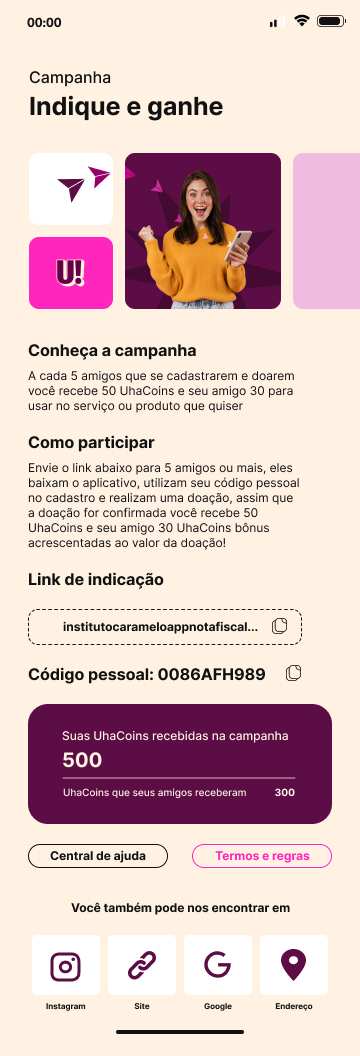 00:00
Campanha
Indique e ganhe
U!
Conheça a campanha
A cada 5 amigos que se cadastrarem e doarem
você recebe 50 UhaCoins e seu amigo 30 para
usar no serviço ou produto que quiser
Como participar
Envie o link abaixo para 5 amigos ou mais, eles
baixam o aplicativo, utilizam seu código pessoal
no cadastro e realizam uma doação, assim que
a doação for confirmada você recebe 50
UhaCoins e seu amigo 30 UhaCoins bônus
acrescentadas ao valor da doação!
Link de indicação
institutocarameloappnotafiscal...
Código pessoal: 0086AFH989
Suas UhaCoins recebidas na campanha
500
UhaCoins que seus amigos receberam 300
Central de ajuda Termos e regras
Você também pode nos encontrar em
Instagram Site Google Endereço